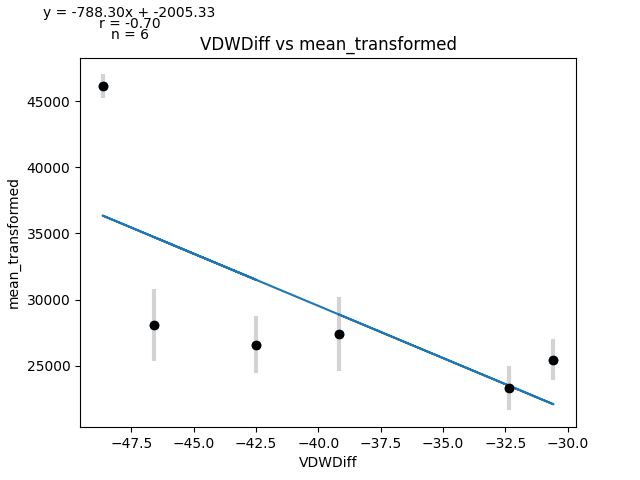 y = -788.30x + -2005.33
r = -0.70
n = 6
VDWDiff vs mean_transformed
45000
40000
35000
30000
25000
mean_transformed
−47.5 −45.0 −42.5 −40.0 −37.5 −35.0 −32.5 −30.0
VDWDiff